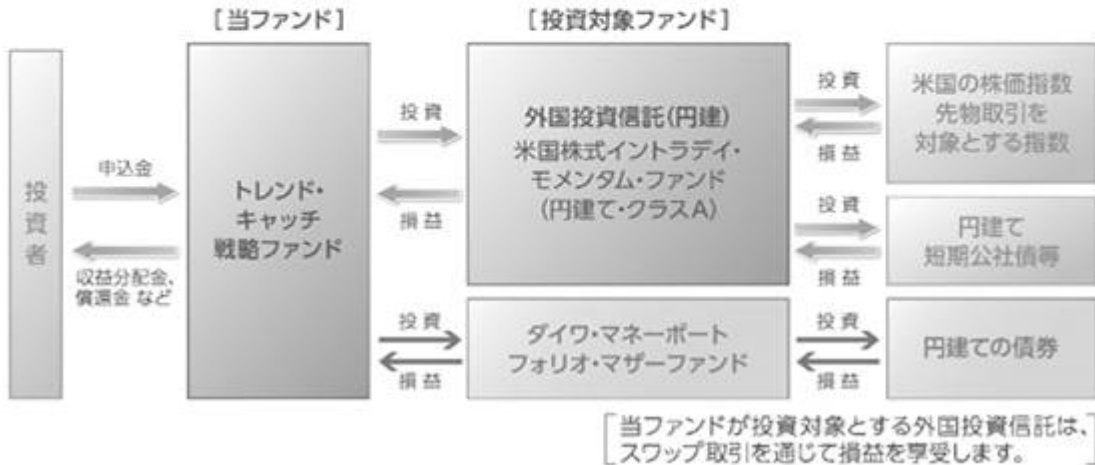 [当ファンド]
[投資対象ファンド]
投資者
申込金
収益分配金、
償還金 など
トレンド・
キャッチ
戦略ファンド
投 資
損 益
外国投資信託(円建)
米国株式イントラデイ・
モメンタム・ファンド
(円建て・クラスA)
投 資
損 益
米国の株価指数
先物取引を
対象とする指数
投 資
損 益
円建て
短期公社債等
投 資
損 益
ダイワ・マネーポート
フォリオ・マザーファンド
投 資
損 益
円建ての債券
当ファンドが投資対象とする外国投資信託は、
スワップ取引を通じて損益を享受します。